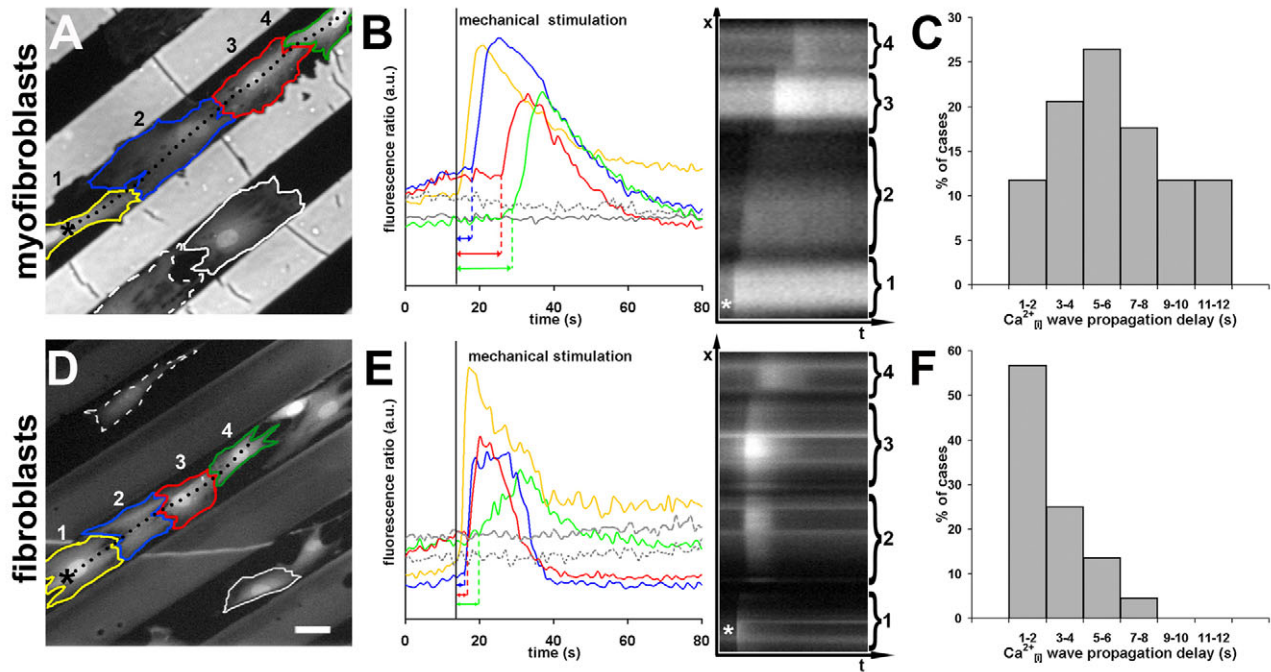 myofibroblasts
A
1
2
3
4
*
B
mechanical stimulation
fluorescence ratio (a.u.)
0 20 40 60 80
time (s)
x
4
3
2
1
*
t
C
% of cases
30
25
20
15
10
5
0
1-2 3-4 5-6 7-8 9-10 11-12
Ca2+[i] wave propagation delay (s)
fibroblasts
D
1
2
3
4
*
E
mechanical stimulation
fluorescence ratio (a.u.)
0 20 40 60 80
time (s)
x
4
3
2
1
*
t
F
% of cases
60
50
40
30
20
10
0
1-2 3-4 5-6 7-8 9-10 11-12
Ca2+[i] wave propagation delay (s)